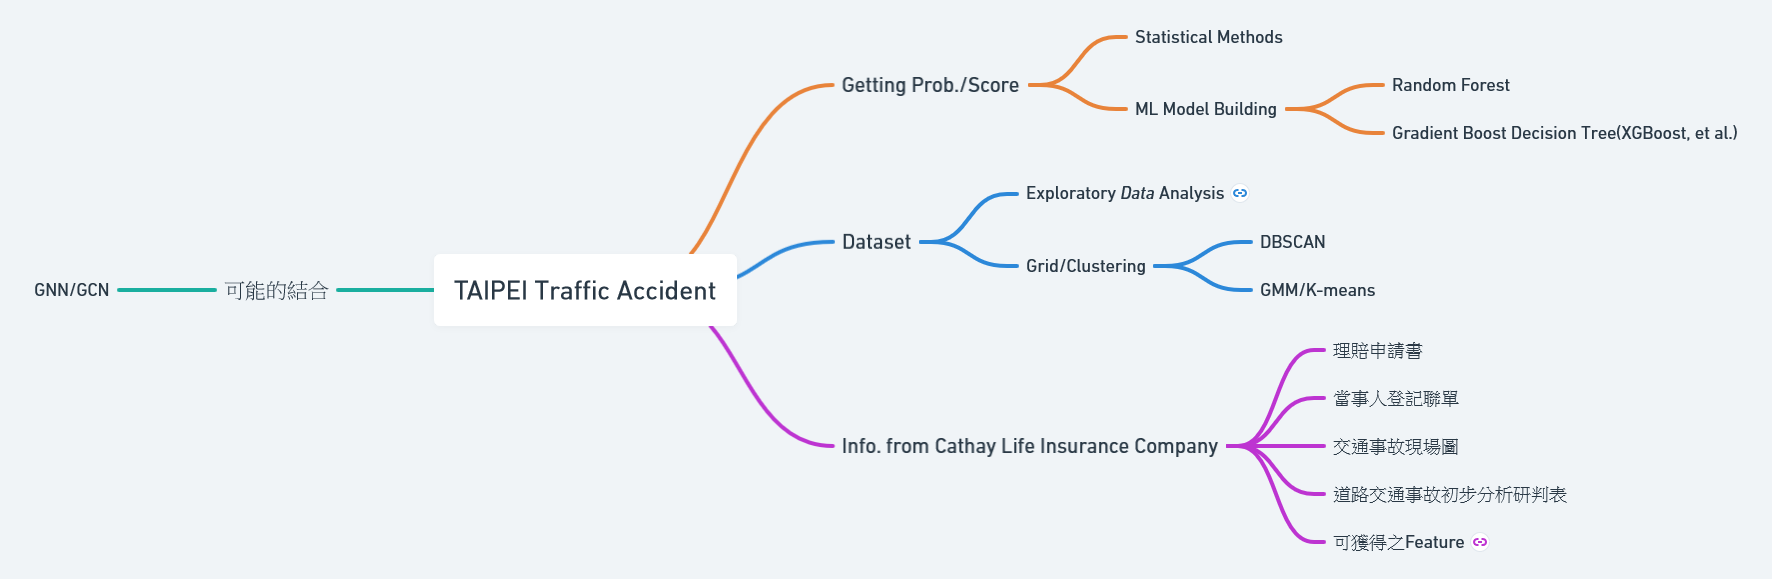 TAIPEI Traffic Accident
Getting Prob./Score
Statistical Methods
ML Model Building
Random Forest
Gradient Boost Decision Tree(XGBoost, et al.)
Dataset
Exploratory Data Analysis
Grid/Clustering
DBSCAN
GMM/K-means
Info. from Cathay Life Insurance Company
理賠申請書
當事人登記聯單
交通事故現場圖
道路交通事故初步分析研判表
可獲得之Feature
可能的結合
GNN/GCN